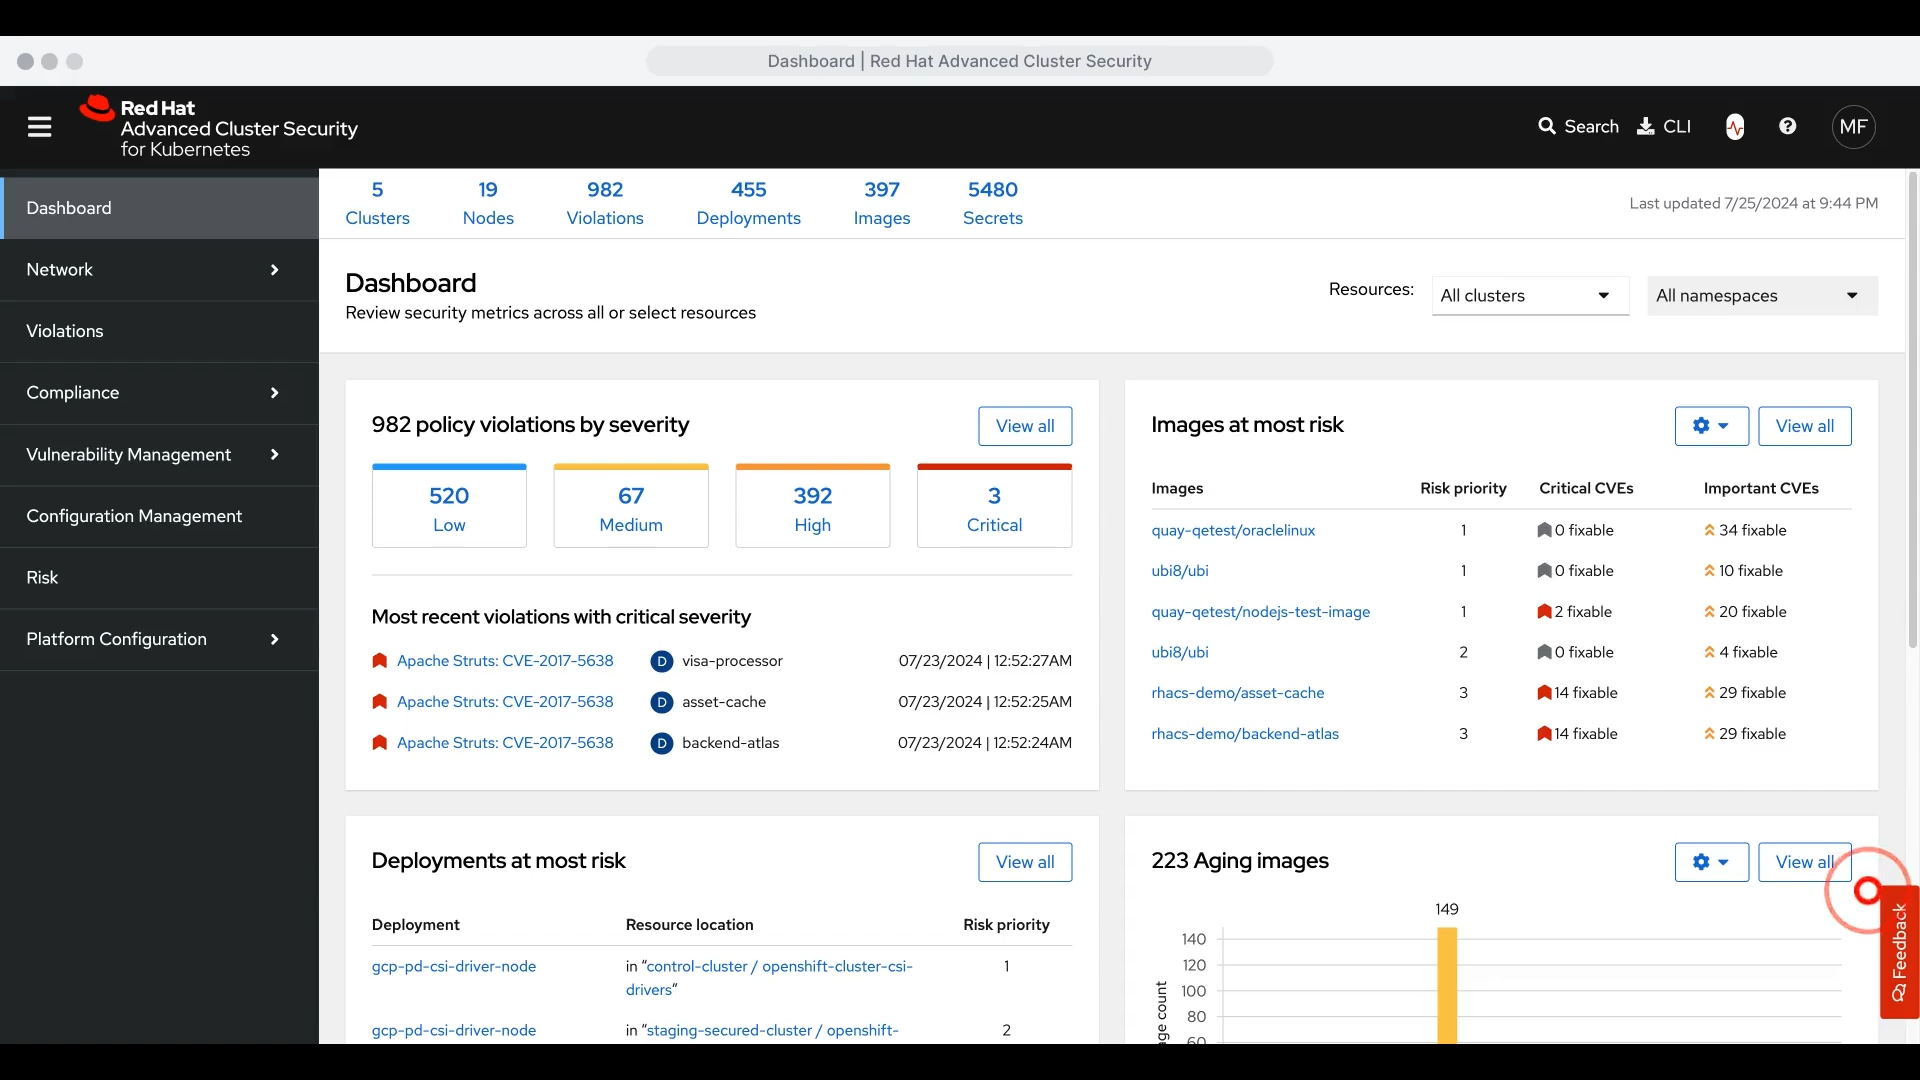 Dashboard | Red Hat Advanced Cluster Security
Red Hat
Advanced Cluster Security
for Kubernetes
Search
CLI
MF
Dashboard
Network
Violations
Compliance
Vulnerability Management
Configuration Management
Risk
Platform Configuration
5 19 982 455 397 5480
Clusters Nodes Violations Deployments Images Secrets
Last updated 7/25/2024 at 9:44 PM
Dashboard
Review security metrics across all or select resources
Resources:
All clusters
All namespaces
982 policy violations by severity
View all
520 67 392 3
Low Medium High Critical
Most recent violations with critical severity
Apache Struts: CVE-2017-5638 D visa-processor 07/23/2024 | 12:52:27AM
Apache Struts: CVE-2017-5638 D asset-cache 07/23/2024 | 12:52:25AM
Apache Struts: CVE-2017-5638 D backend-atlas 07/23/2024 | 12:52:24AM
Images at most risk
View all
Images Risk priority Critical CVEs Important CVEs
quay-qetest/oraclelinux 1 0 fixable 34 fixable
ubi8/ubi 1 0 fixable 10 fixable
quay-qetest/nodejs-test-image 1 2 fixable 20 fixable
ubi8/ubi 2 0 fixable 4 fixable
rhacs-demo/asset-cache 3 14 fixable 29 fixable
rhacs-demo/backend-atlas 3 14 fixable 29 fixable
Deployments at most risk
View all
Deployment Resource location Risk priority
gcp-pd-csi-driver-node in "control-cluster / openshift-cluster-csi- 1
drivers"
gcp-pd-csi-driver-node in "staging-secured-cluster / openshift- 2
223 Aging images
View all
149
140
120
100
80
60
Feedback